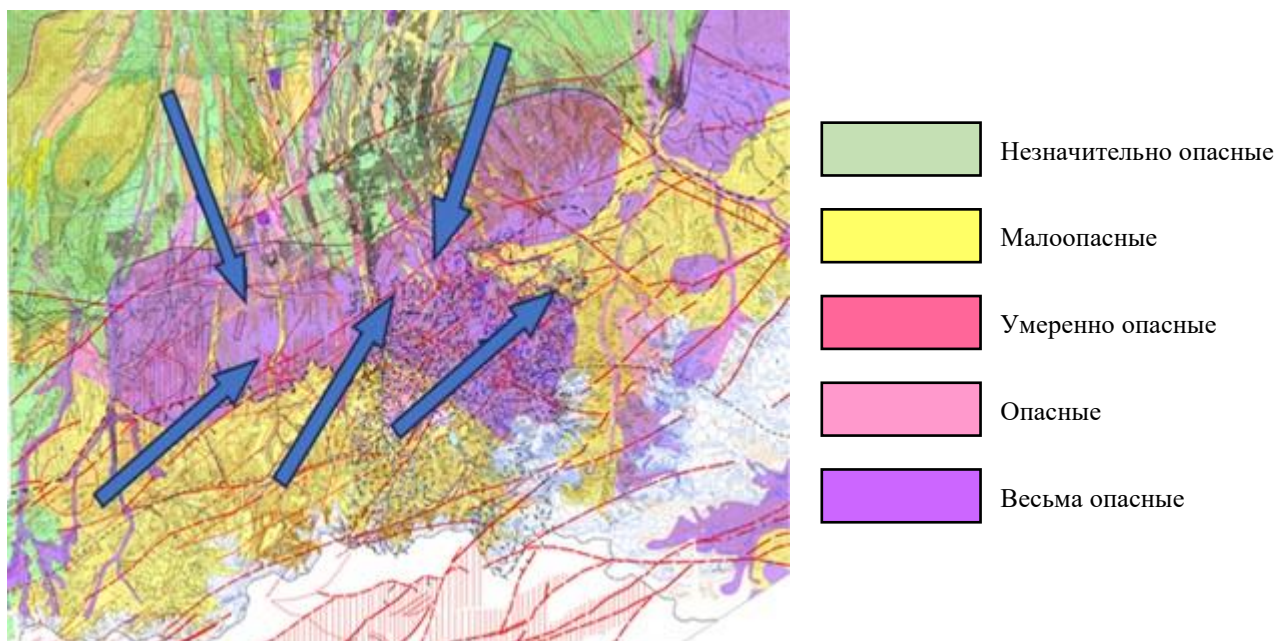 Незначительно опасные
Малоопасные
Умеренно опасные
Опасные
Весьма опасные